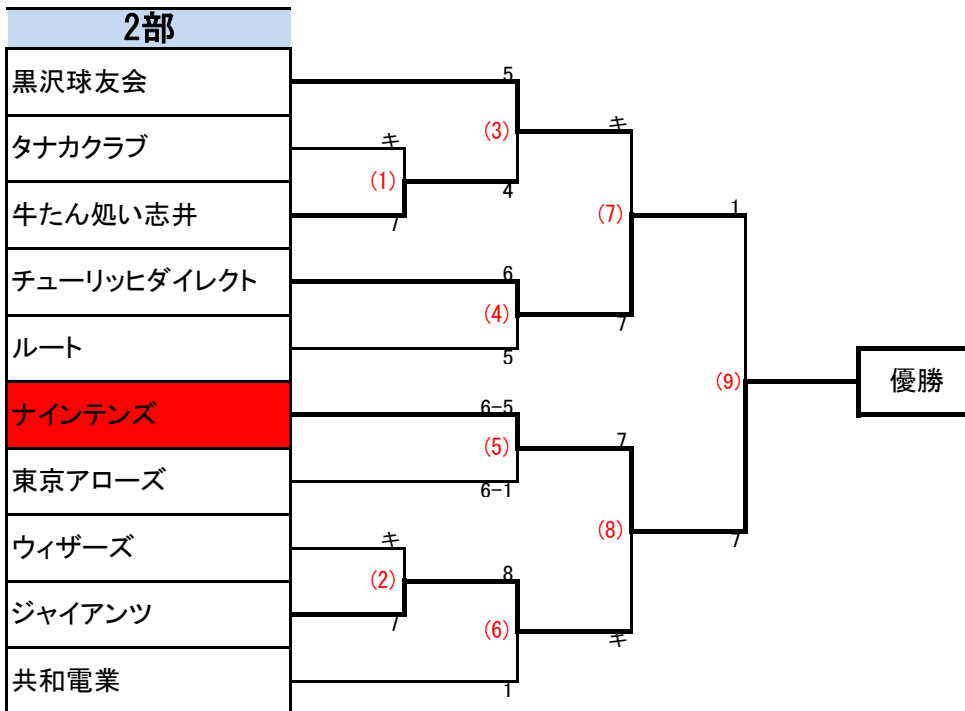 2部
黒沢球友会
5
(3)
キ
タナカクラブ
キ
(1)
4
牛たん処い志井
7
(7)
1
チューリッヒダイレクト
6
(4)
7
ルート
5
(9)
優勝
ナインテンズ
6-5
(5)
7
東京アローズ
6-1
ウィザーズ
キ
(8)
7
(2)
8
ジャイアンツ
7
(6)
キ
共和電業
1